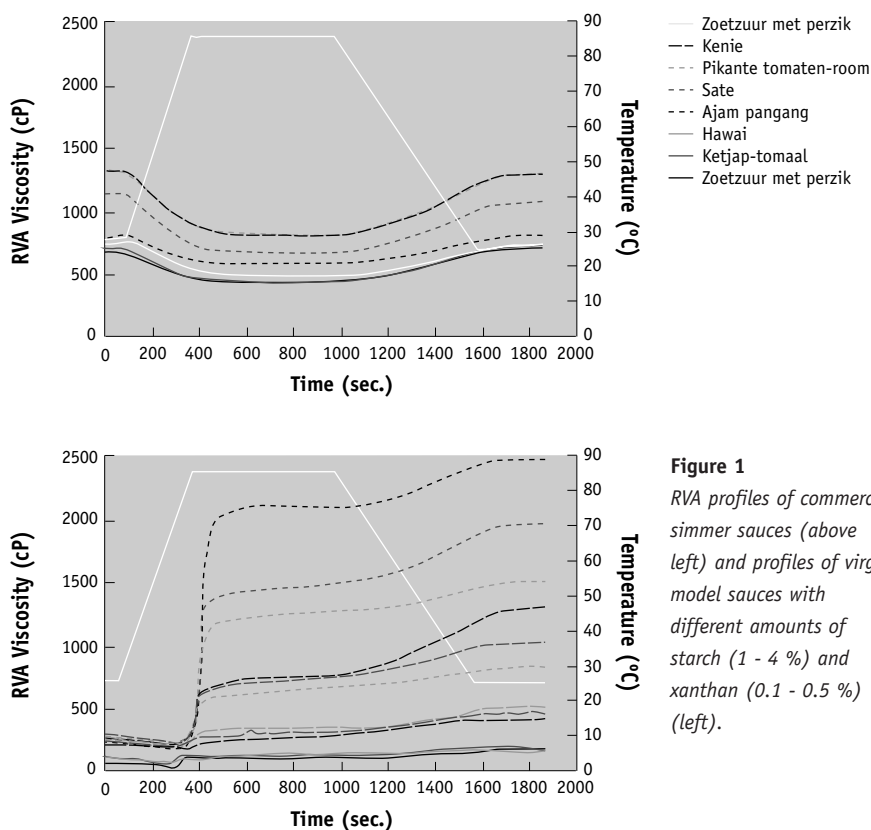 2500
2000
1500
1000
500
0
RVA Viscosity (cP)
90
80
70
60
50
40
30
20
10
0
Temperature (ºC)
0 200 400 600 800 1000 1200 1400 1600 1800 2000
Time (sec.)
Zoetzuur met perzik
Kenie
Pikante tomaten-room
Sate
Ajam pangang
Hawai
Ketjap-tomaal
Zoetzuur met perzik
2500
2000
1500
1000
500
0
RVA Viscosity (cP)
90
80
70
60
50
40
30
20
10
0
Temperature (ºC)
0 200 400 600 800 1000 1200 1400 1600 1800 2000
Time (sec.)
Figure 1
RVA profiles of commerc
simmer sauces (above
left) and profiles of virg
model sauces with
different amounts of
starch (1 - 4 %) and
xanthan (0.1 - 0.5 %)
(left).